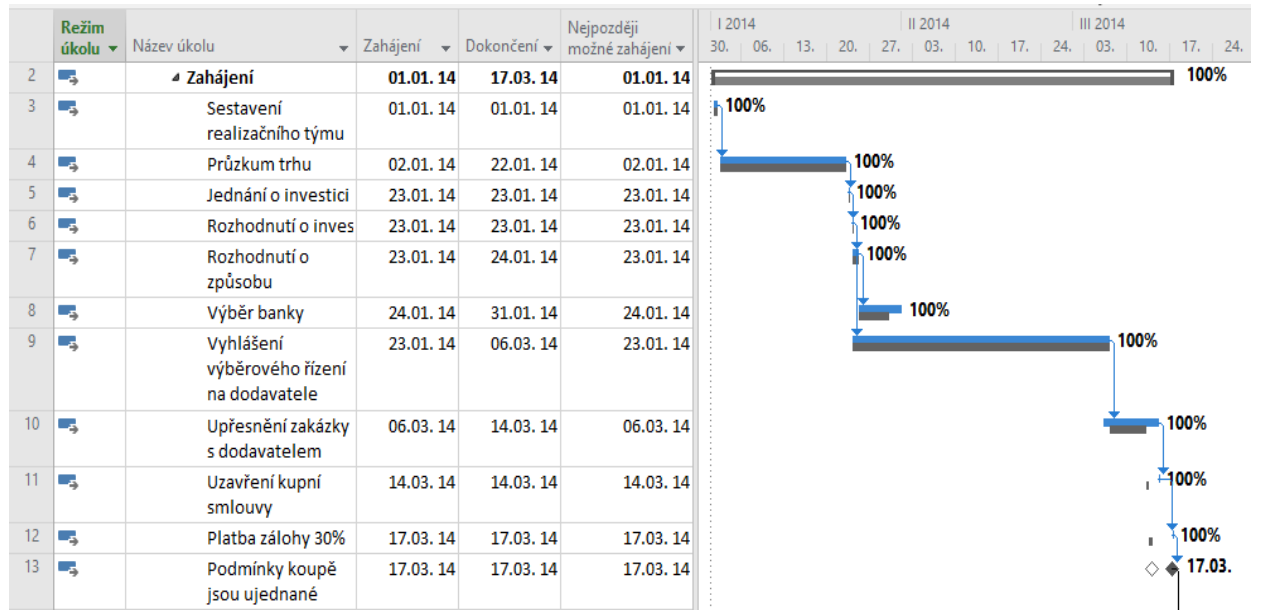 Režim
úkolu
Název úkolu
Zahájení
Dokončení
Nejpozději
možné zahájení
I 2014 II 2014 III 2014
30. 06. 13. 20. 27. 03. 10. 17. 24. 03. 10. 17. 24.
2 Zahájení 01.01. 14 17.03. 14 01.01. 14 100%
3 Sestavení 01.01. 14 01.01. 14 01.01. 14 100%
realizačního týmu
4 Průzkum trhu 02.01. 14 22.01. 14 02.01. 14 100%
5 Jednání o investici 23.01. 14 23.01. 14 23.01. 14 100%
6 Rozhodnutí o inves 23.01. 14 23.01. 14 23.01. 14 100%
7 Rozhodnutí o 23.01. 14 24.01. 14 23.01. 14 100%
způsobu
8 Výběr banky 24.01. 14 31.01. 14 24.01. 14 100%
9 Vyhlášení 23.01. 14 06.03. 14 23.01. 14 100%
výběrového řízení
na dodavatele
10 Upřesnění zakázky 06.03. 14 14.03. 14 06.03. 14 100%
s dodavatelem
11 Uzavření kupní 14.03. 14 14.03. 14 14.03. 14 100%
smlouvy
12 Platba zálohy 30% 17.03. 14 17.03. 14 17.03. 14 100%
13 Podmínky koupě 17.03. 14 17.03. 14 17.03. 14 17.03.
jsou ujednané